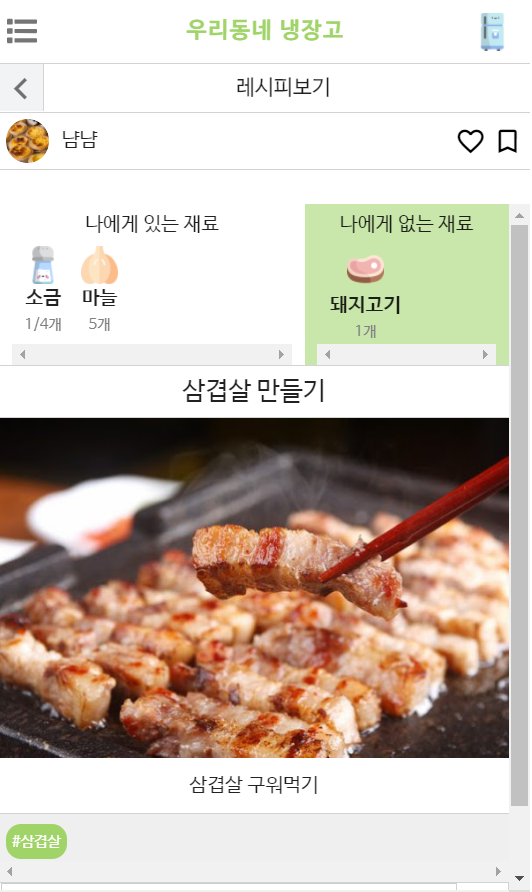 우리동네 냉장고
레시피보기
냠냠
나에게 있는 재료
소금
1/4개
마늘
5개
나에게 없는 재료
돼지고기
1개
삼겹살 만들기
삼겹살 구워먹기
#삼겹살